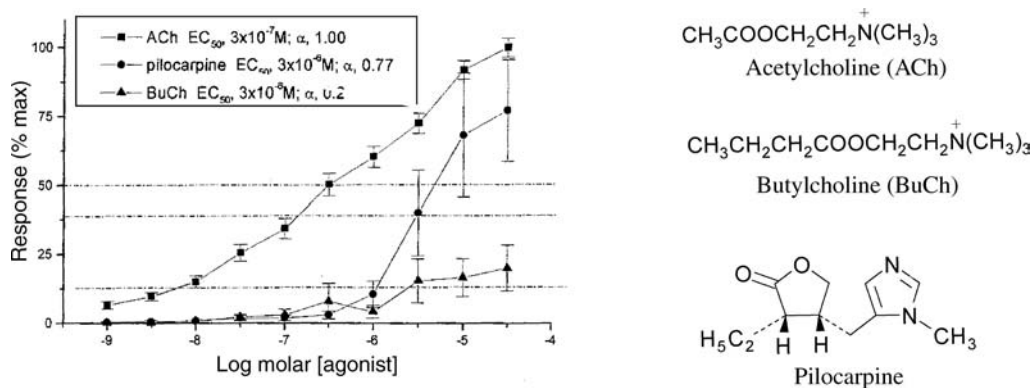 ACh EC₅₀, 3x10⁻⁷M; α, 1.00
pilocarpine EC₅₀, 3x10⁻⁶M; α, 0.77
BuCh EC₅₀, α, 0.2
Response (% max)
100
75
50
25
0
-9
-8
-7
-6
-5
-4
Log molar [agonist]
CH₃COOCH₂CH₂N⁺(CH₃)₃
Acetylcholine (ACh)
CH₃CH₂CH₂COOCH₂CH₂N⁺(CH₃)₃
Butylcholine (BuCh)
O
O
N
N
CH₃
H₅C₂
H
H
Pilocarpine